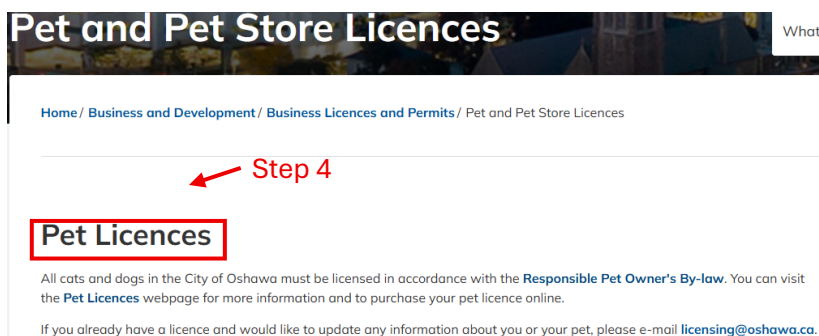 Pet and Pet Store Licences
What
Home / Business and Development / Business Licences and Permits / Pet and Pet Store Licences
Step 4
Pet Licences
All cats and dogs in the City of Oshawa must be licensed in accordance with the Responsible Pet Owner's By-law. You can visit
the Pet Licences webpage for more information and to purchase your pet licence online.
If you already have a licence and would like to update any information about you or your pet, please e-mail licensing@oshawa.ca.